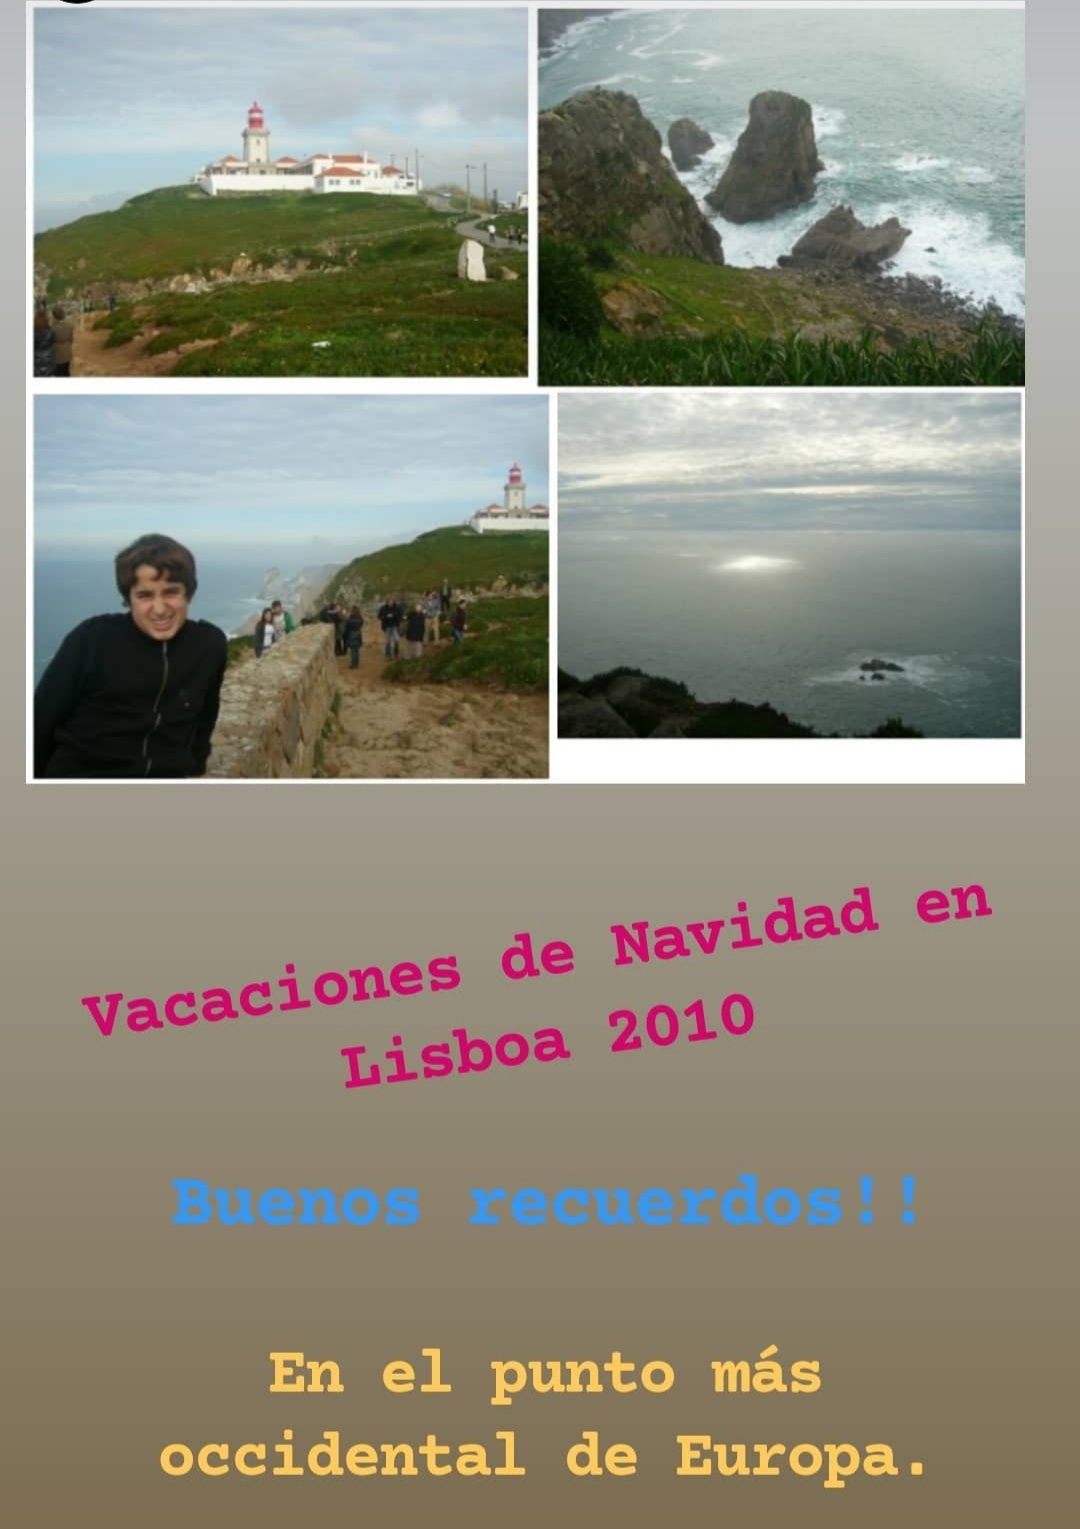 Vacaciones de Navidad en
Lisboa 2010
Buenos recuerdos!!
En el punto más
occidental de Europa.